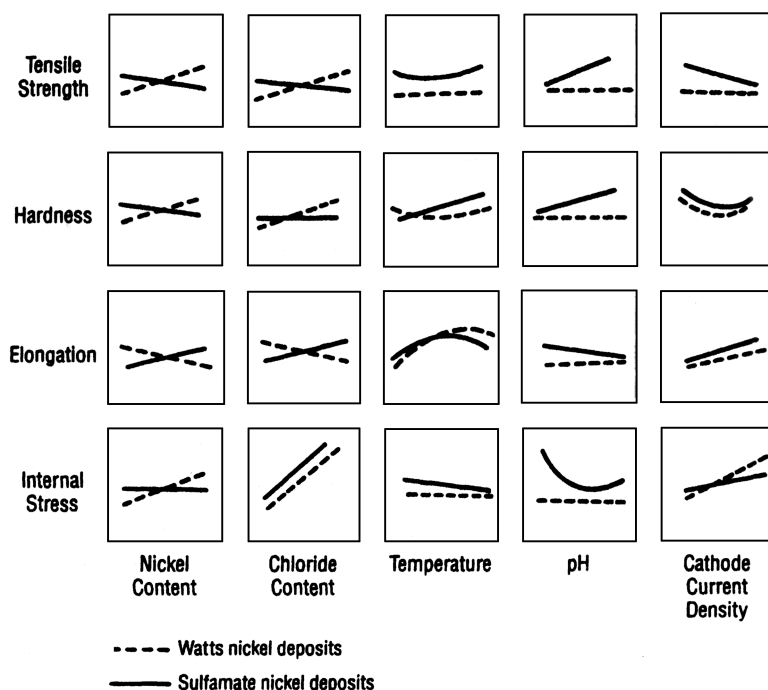 Tensile
Strength
Hardness
Elongation
Internal
Stress
Nickel
Content
Chloride
Content
Temperature
pH
Cathode
Current
Density
Watts nickel deposits
Sulfamate nickel deposits